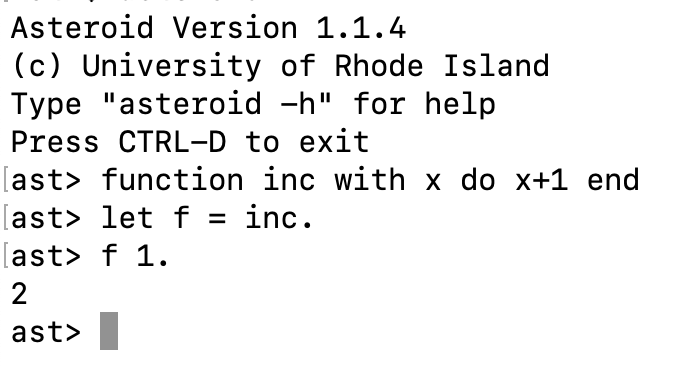 Asteroid Version 1.1.4
(c) University of Rhode Island
Type "asteroid -h" for help
Press CTRL-D to exit
[ast> function inc with x do x+1 end
[ast> let f = inc.
[ast> f 1.
2
ast>